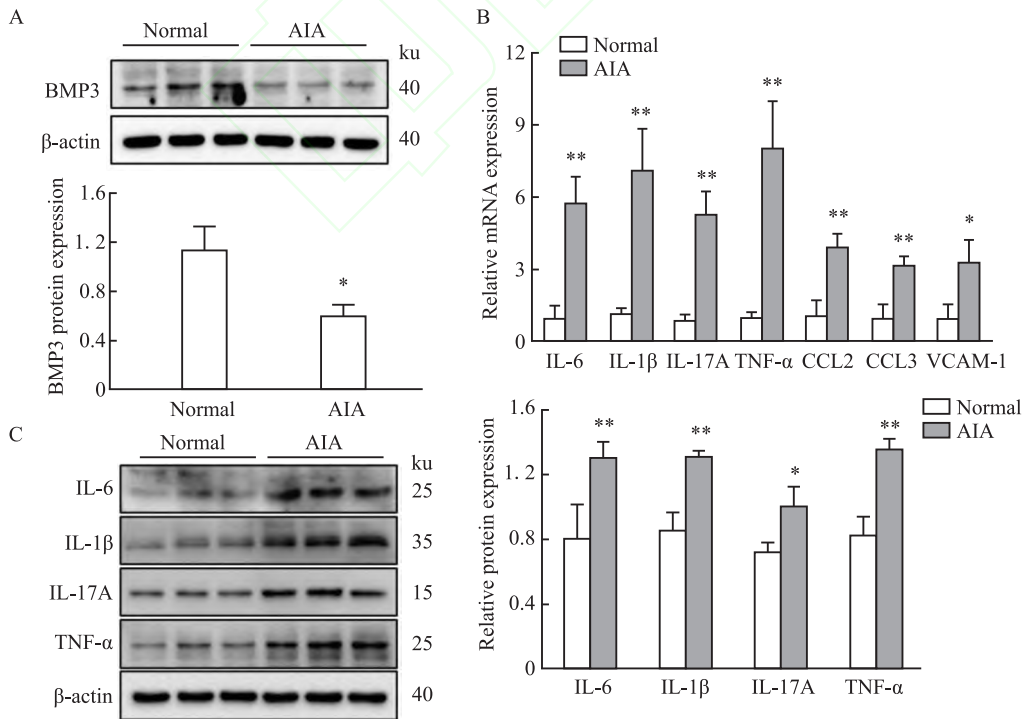 A
Normal AIA
ku
BMP3 40
β-actin 40
BMP3 protein expression
1.6
1.2
0.8
0.4
0
*
Normal AIA
B
Normal
AIA
Relative mRNA expression
12
9
6
3
0
** ** ** ** ** ** *
IL-6 IL-1β IL-17A TNF-α CCL2 CCL3 VCAM-1
C
Normal AIA
ku
IL-6 25
IL-1β 35
IL-17A 15
TNF-α 25
β-actin 40
Normal
AIA
Relative protein expression
1.6
1.2
0.8
0.4
0
** ** * **
IL-6 IL-1β IL-17A TNF-α